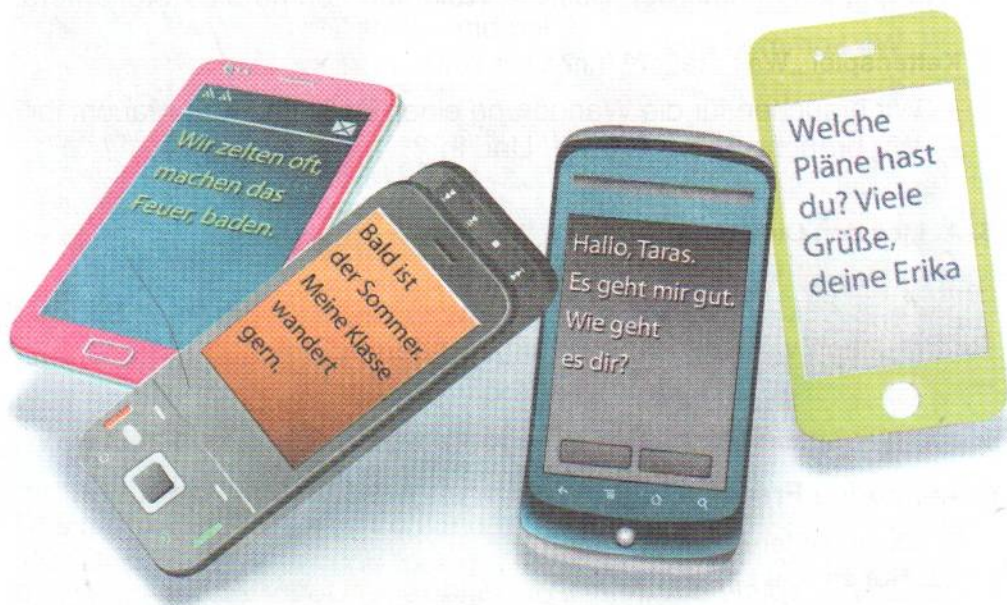 Wir zelten oft,
machen das
Feuer, baden.
Bald ist
der Sommer.
Meine Klasse
wandert
gern.
Hallo, Taras.
Es geht mir gut.
Wie geht
es dir?
Welche
Pläne hast
du? Viele
Grüße,
deine Erika